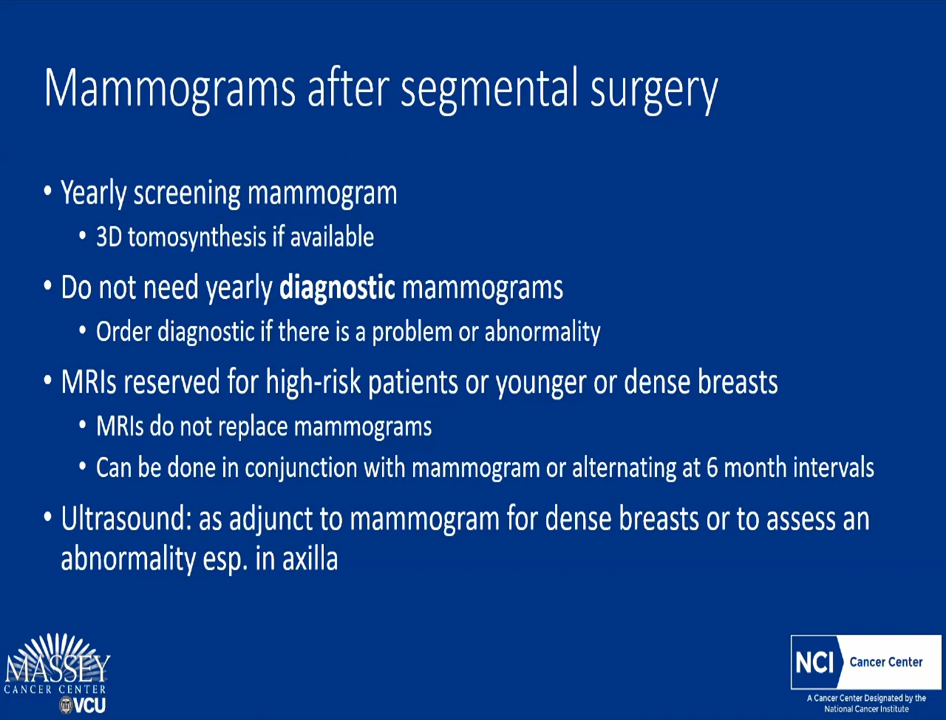 Mammograms after segmental surgery
• Yearly screening mammogram
• 3D tomosynthesis if available
• Do not need yearly diagnostic mammograms
• Order diagnostic if there is a problem or abnormality
• MRIs reserved for high-risk patients or younger or dense breasts
• MRIs do not replace mammograms
• Can be done in conjunction with mammogram or alternating at 6 month intervals
• Ultrasound: as adjunct to mammogram for dense breasts or to assess an
abnormality esp. in axilla
MASSEY
CANCER CENTER
VCU
NCI Cancer Center
A Cancer Center Designated by the
National Cancer Institute